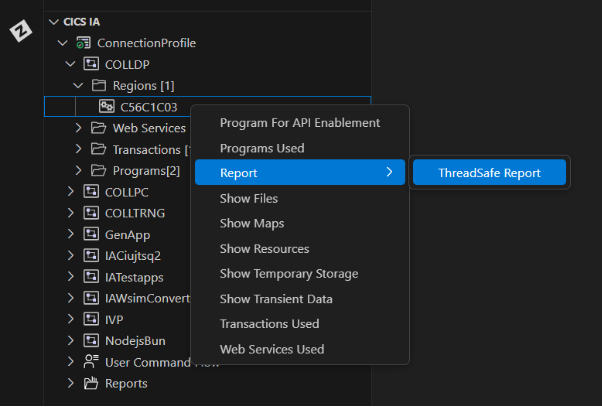 CICS IA
ConnectionProfile
COLLDP
Regions [1]
C56C1C03
Web Services
Transactions [
Programs[2]
COLLPC
COLLTRNG
GenApp
IACiujtsq2
IATestapps
IAWsimConvert
IVP
NodejsBun
User Command
Reports
Program For API Enablement
Programs Used
Report
ThreadSafe Report
Show Files
Show Maps
Show Resources
Show Temporary Storage
Show Transient Data
Transactions Used
Web Services Used